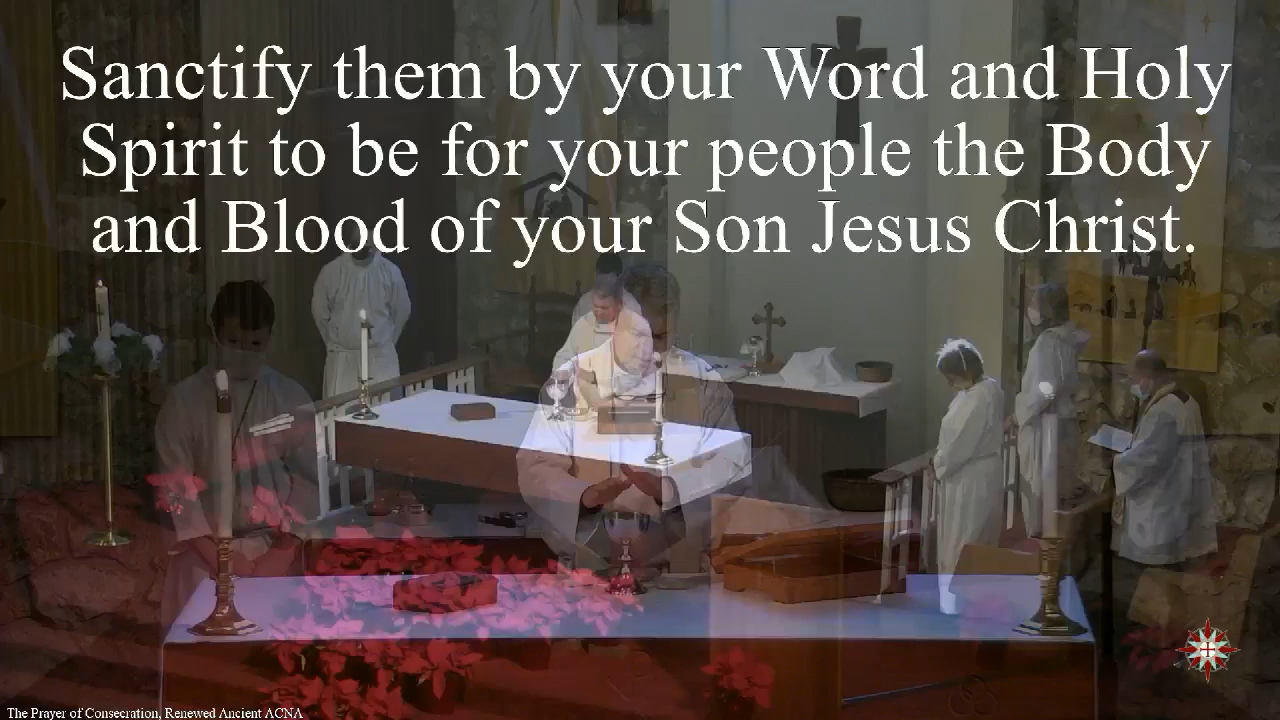 Sanctify them by your Word and Holy
Spirit to be for your people the Body
and Blood of your Son Jesus Christ.
The Prayer of Consecration, Renewed Ancient ACNA